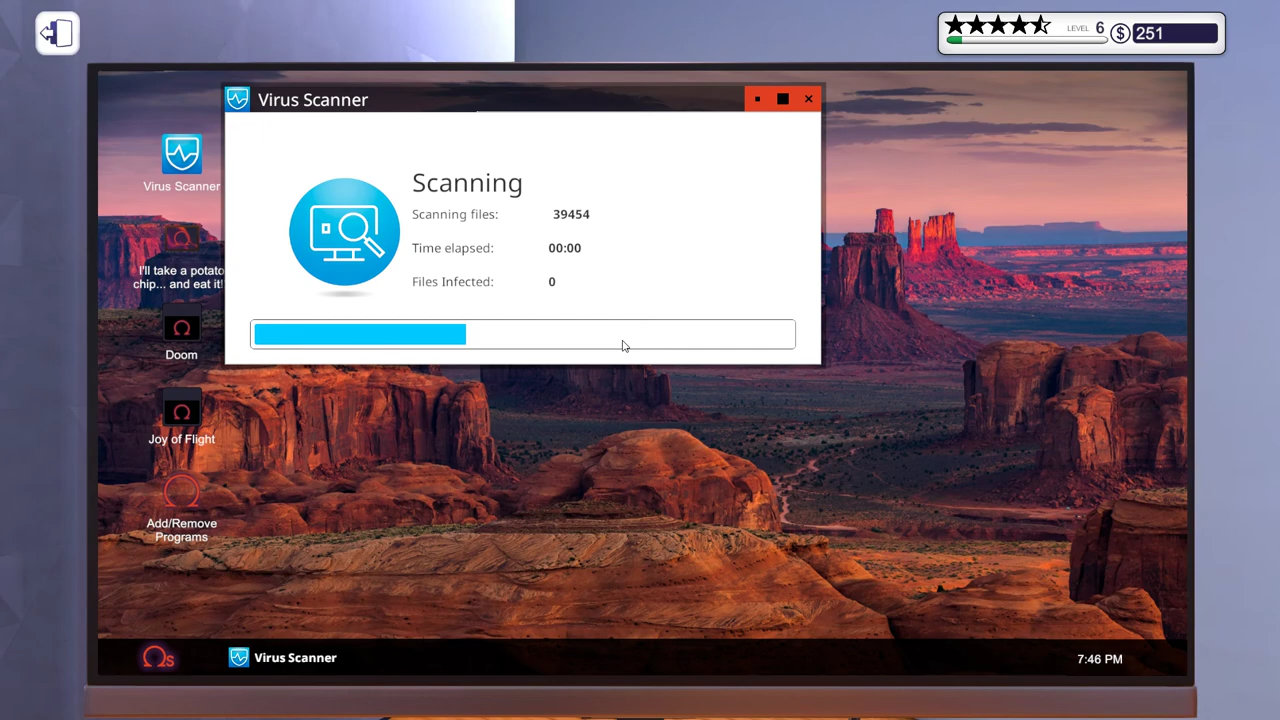 LEVEL 6
$ 251
Virus Scanner
Virus Scanner
Scanning
Scanning files: 39454
Time elapsed: 00:00
Files Infected: 0
I'll take a potato
chip... and eat it!
Doom
Joy of Flight
Add/Remove
Programs
Ωs
Virus Scanner
7:46 PM